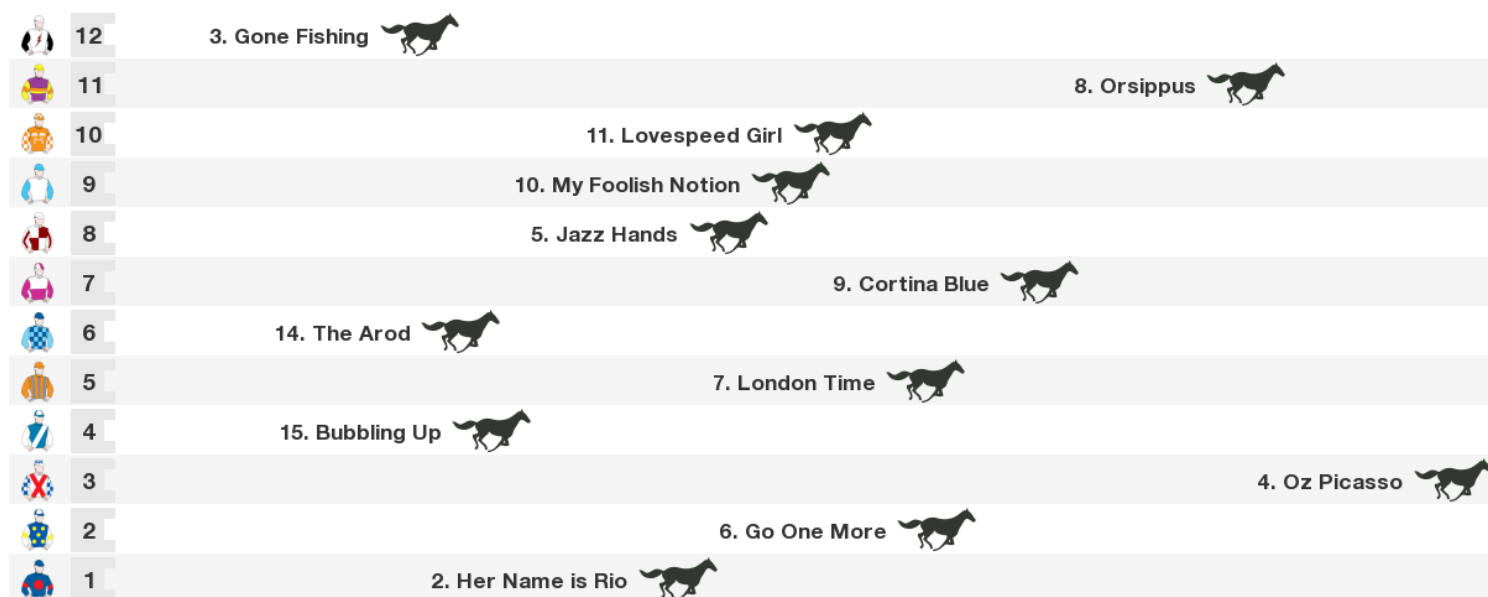 12 3. Gone Fishing
11 8. Orsippus
10 11. Lovespeed Girl
9 10. My Foolish Notion
8 5. Jazz Hands
7 9. Cortina Blue
6 14. The Arod
5 7. London Time
4 15. Bubbling Up
3 4. Oz Picasso
2 6. Go One More
1 2. Her Name is Rio